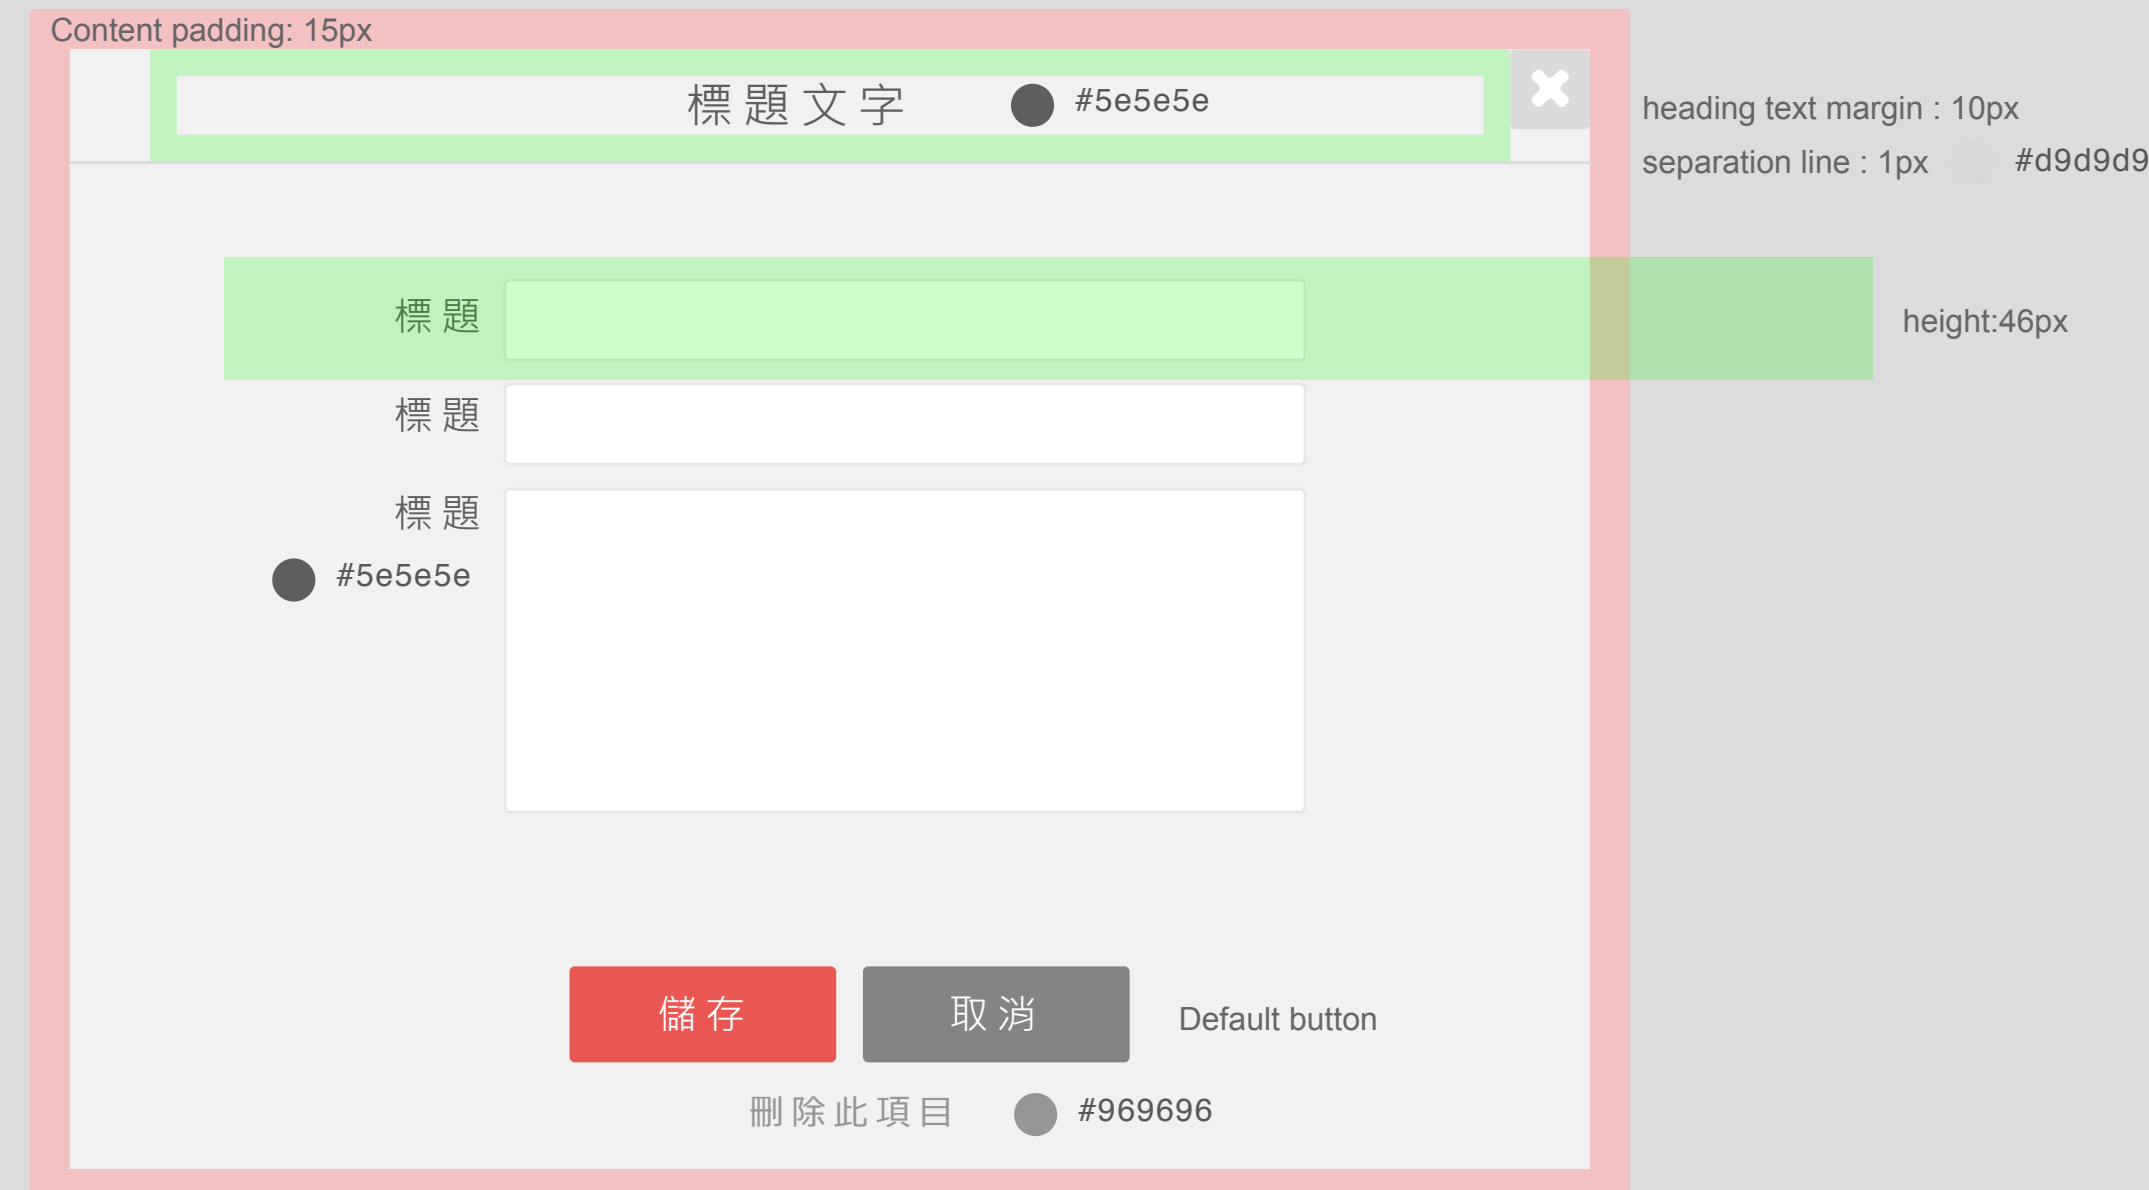 Content padding: 15px
標題文字 #5e5e5e
heading text margin : 10px
separation line : 1px #d9d9d9
標題
height:46px
標題
標題
#5e5e5e
儲存 取消 Default button
刪除此項目 #969696